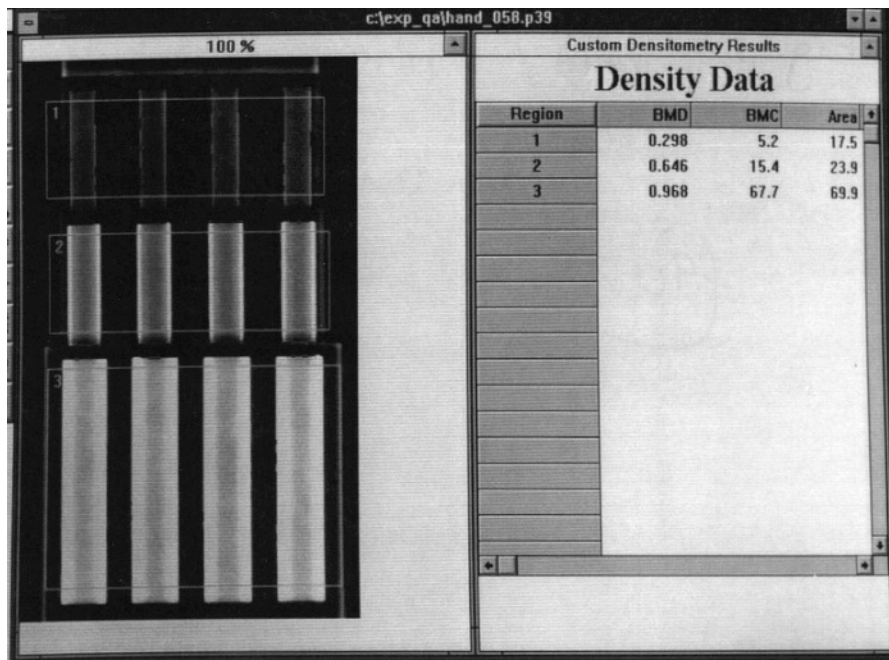 c:\exp_qa\hand_058.p39
100 %
1
2
3
Custom Densitometry Results
Density Data
Region BMD BMC Area
1 0.298 5.2 17.5
2 0.646 15.4 23.9
3 0.968 67.7 69.9